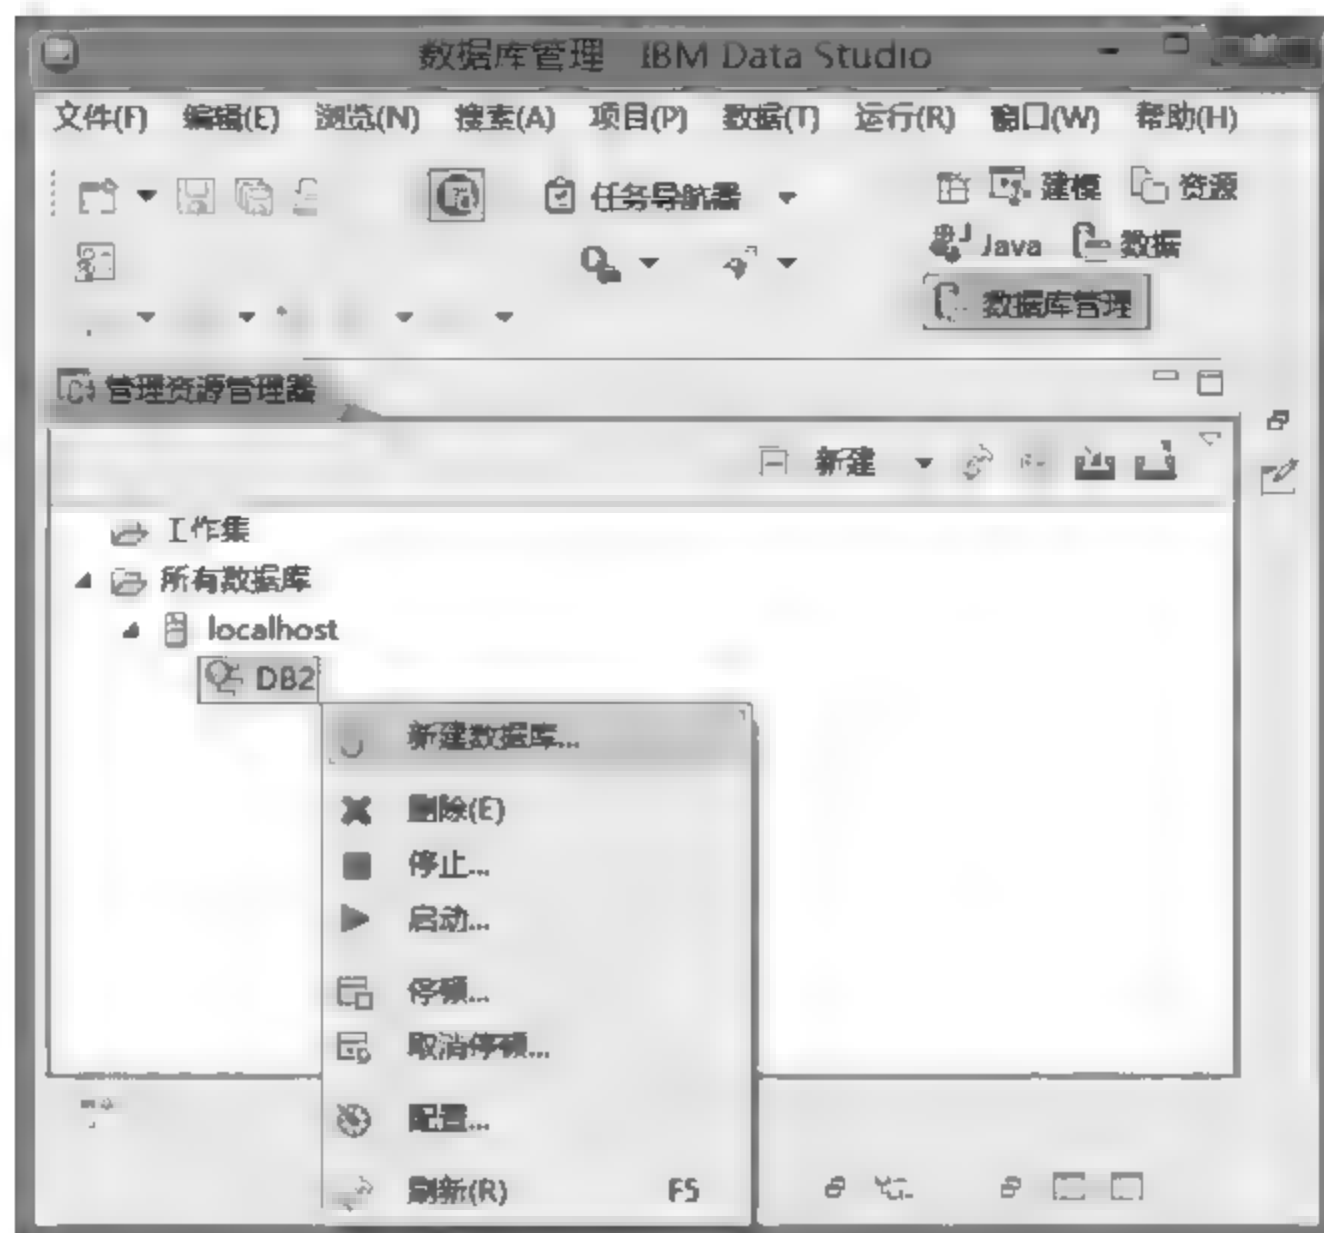 数据库管理 IBM Data Studio
文件(F) 编辑(E) 浏览(N) 搜索(A) 项目(P) 数据(T) 运行(R) 窗口(W) 帮助(H)
任务导航器 建模 资源
Java 数据
数据库管理
管理资源管理器
新建
工作集
所有数据库
localhost
DB2
新建数据库...
删除(E)
停止...
启动...
停顿...
取消停顿...
配置...
刷新(R) F5